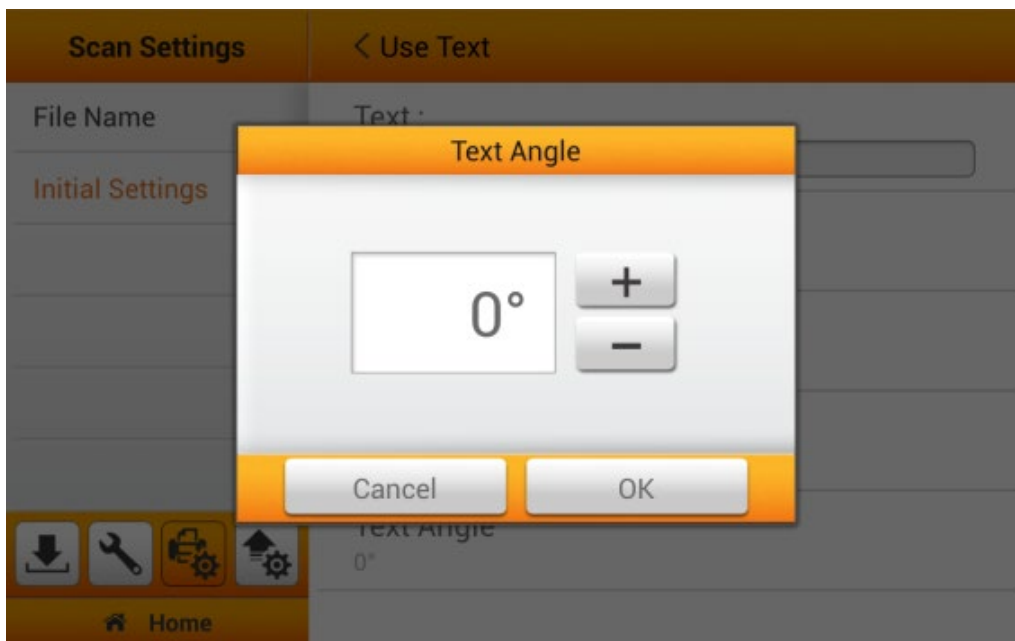 Scan Settings
< Use Text
File Name
Text :
Initial Settings
Text Angle
0°
+
−
Cancel
OK
Text Angle
0°
Home